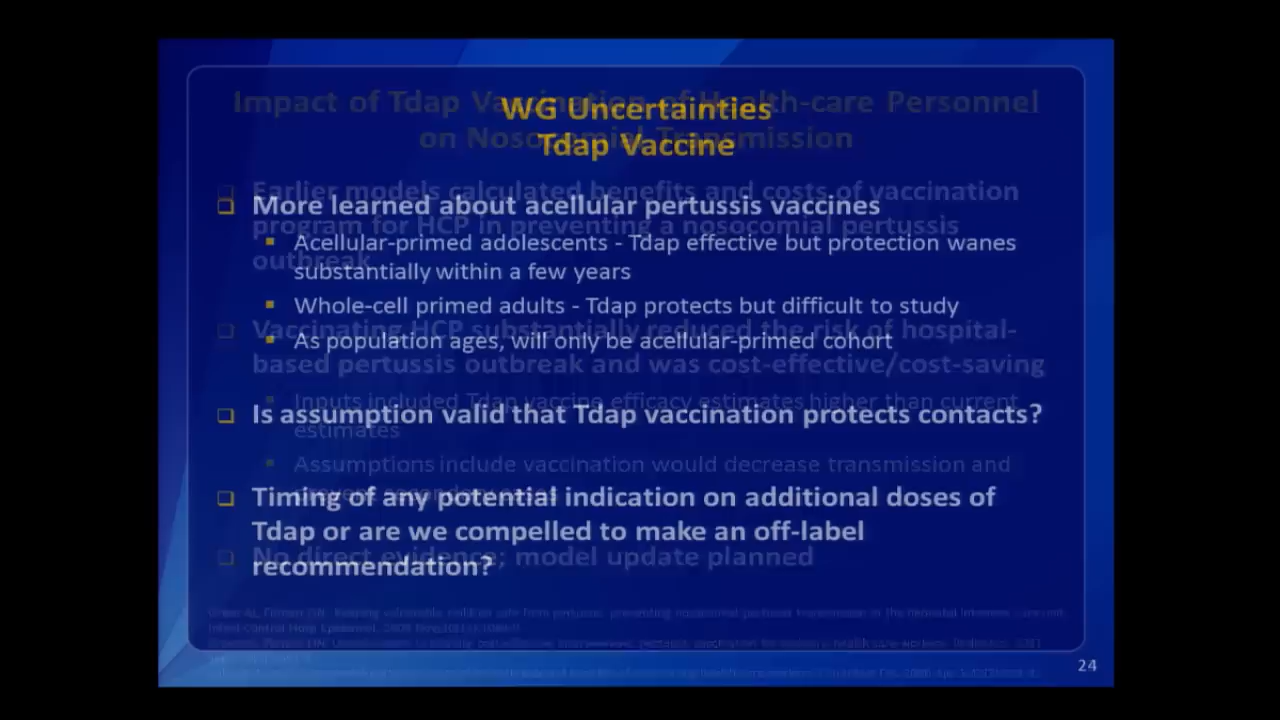 WG Uncertainties
Tdap Vaccine
More learned about acellular pertussis vaccines
Acellular-primed adolescents - Tdap effective but protection wanes
substantially within a few years
Whole-cell primed adults - Tdap protects but difficult to study
As population ages, will only be acellular-primed cohort
Is assumption valid that Tdap vaccination protects contacts?
Timing of any potential indication on additional doses of
Tdap or are we compelled to make an off-label
recommendation?
24
Impact of Tdap Vaccination of Health-care Personnel
on Nosocomial Transmission
Earlier models calculated benefits and costs of vaccination
program for HCP in preventing a nosocomial pertussis
outbreak
Vaccinating HCP substantially reduced the risk of hospital-
based pertussis outbreak and was cost-effective/cost-saving
Inputs included Tdap vaccine efficacy estimates higher than current
estimates
Assumptions include vaccination would decrease transmission and
No direct evidence; model update planned